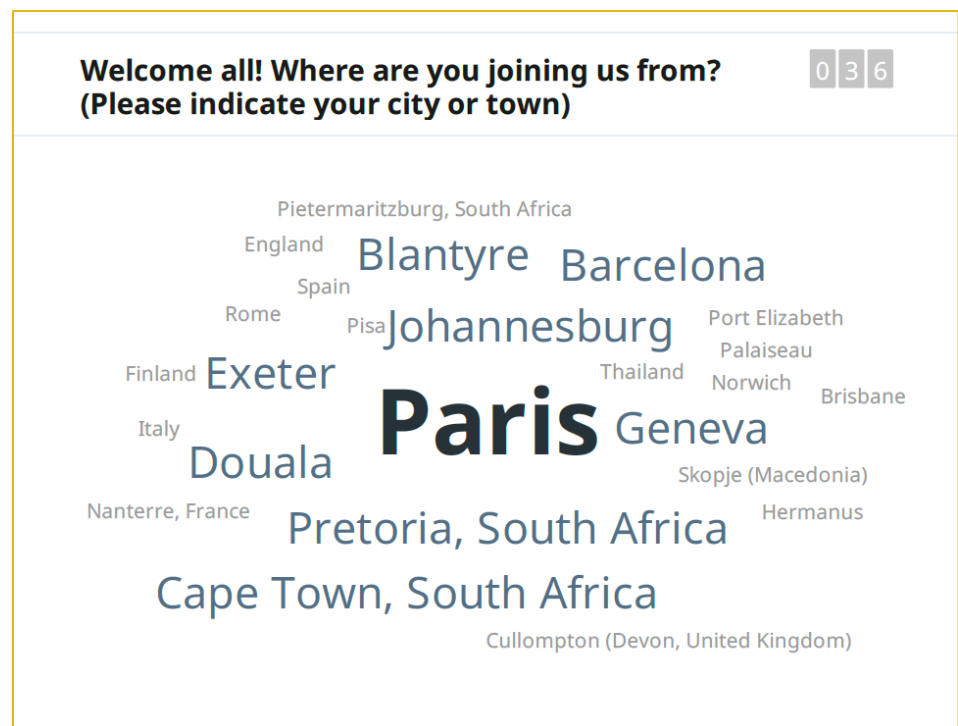 Welcome all! Where are you joining us from?
(Please indicate your city or town)
036
Pietermaritzburg, South Africa
England
Blantyre
Barcelona
Spain
Rome
Pisa
Johannesburg
Port Elizabeth
Palaiseau
Finland
Exeter
Thailand
Norwich
Brisbane
Paris
Geneva
Italy
Douala
Skopje (Macedonia)
Nanterre, France
Pretoria, South Africa
Hermanus
Cape Town, South Africa
Cullompton (Devon, United Kingdom)